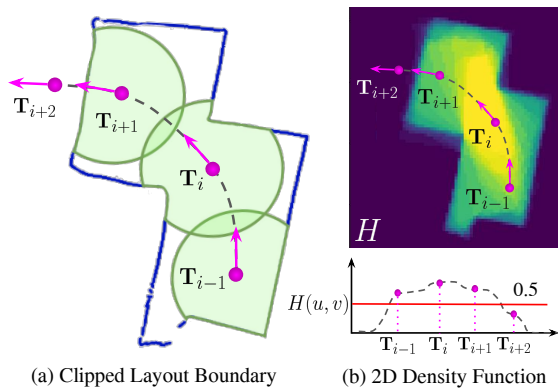 T_{i+2}
T_{i+1}
T_i
T_{i-1}
(a) Clipped Layout Boundary
T_{i+2}
T_{i+1}
T_i
T_{i-1}
H
H(u, v)
0.5
T_{i-1} T_i T_{i+1} T_{i+2}
(b) 2D Density Function